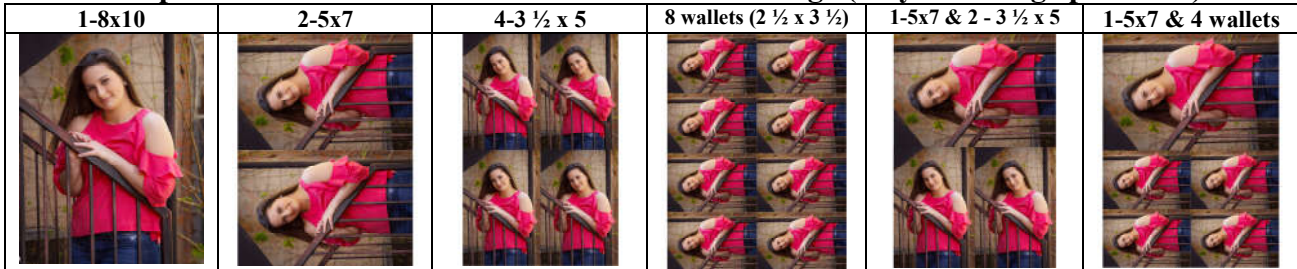 1-8x10
2-5x7
4-3 ½ x 5
8 wallets (2 ½ x 3 ½)
1-5x7 & 2 - 3 ½ x 5
1-5x7 & 4 wallets